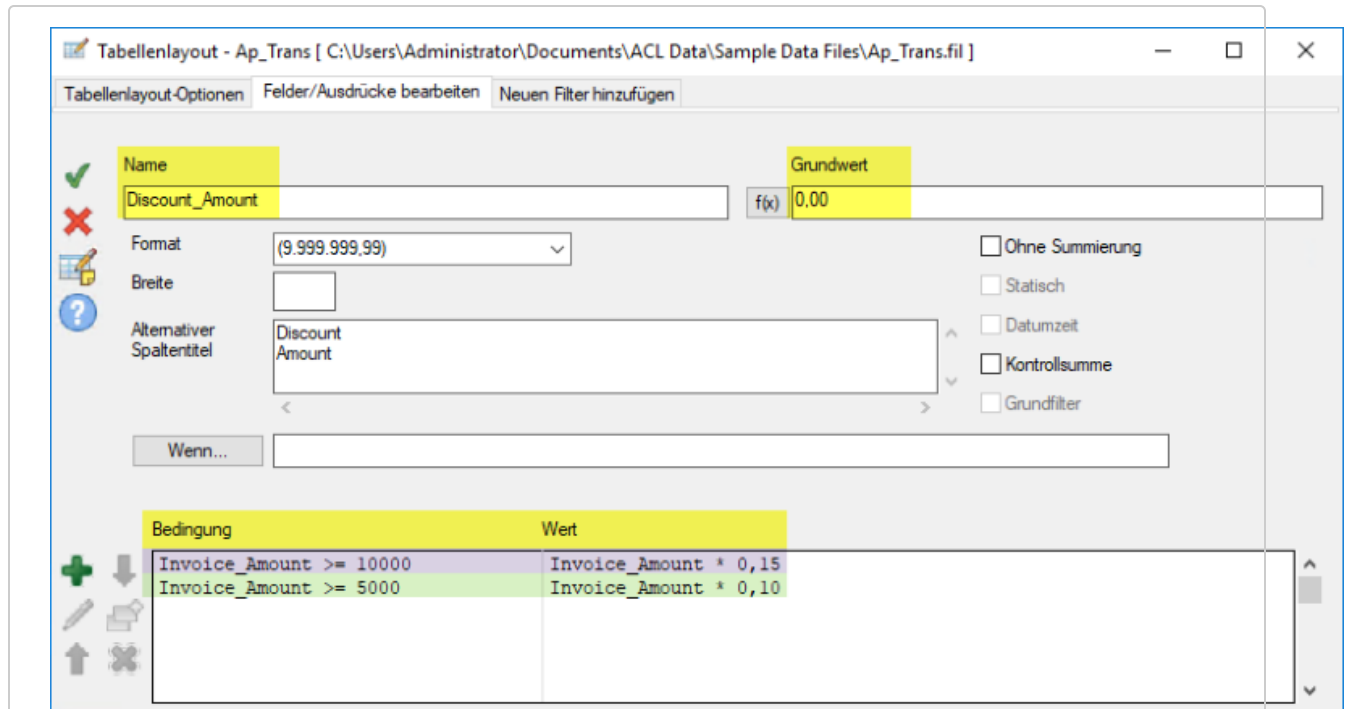 Tabellenlayout - Ap_Trans [ C:\Users\Administrator\Documents\ACL Data\Sample Data Files\Ap_Trans.fil ]
Tabellenlayout-Optionen Felder/Ausdrücke bearbeiten Neuen Filter hinzufügen
Name Grundwert
Discount_Amount f(x) 0,00
Format (9.999.999,99) Ohne Summierung
Breite Statisch
Alternativer Discount Datumzeit
Spaltentitel Amount Kontrollsumme
Grundfilter
Wenn...
Bedingung Wert
Invoice_Amount >= 10000 Invoice_Amount * 0,15
Invoice_Amount >= 5000 Invoice_Amount * 0,10